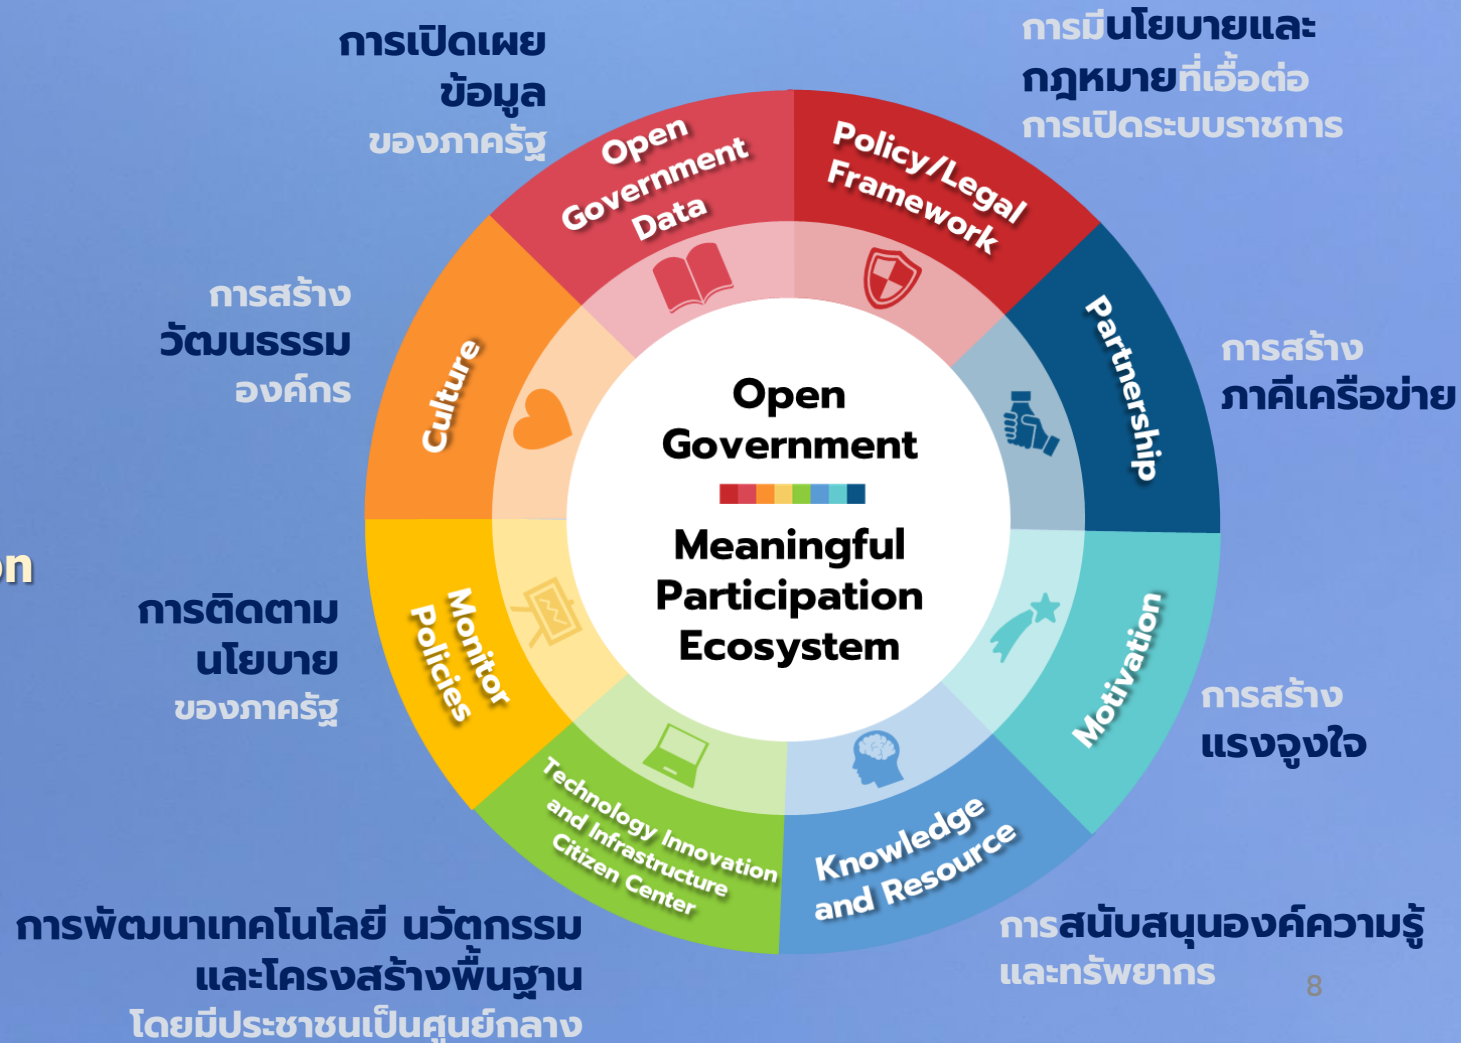 การเปิดเผย
ข้อมูล
ของภาครัฐ
การมีนโยบายและ
กฎหมายที่เอื้อต่อ
การเปิดระบบราชการ
Open
Government
Data
Policy/Legal
Framework
การสร้าง
วัฒนธรรม
องค์กร
Culture
Partnership
การสร้าง
ภาคีเครือข่าย
Open
Government
Meaningful
Participation
Ecosystem
on
การติดตาม
นโยบาย
ของภาครัฐ
Monitor
Policies
Motivation
การสร้าง
แรงจูงใจ
Technology Innovation
and Infrastructure
Citizen Center
Knowledge
and Resource
การพัฒนาเทคโนโลยี นวัตกรรม
และโครงสร้างพื้นฐาน
โดยมีประชาชนเป็นศูนย์กลาง
การสนับสนุนองค์ความรู้
และทรัพยากร
8